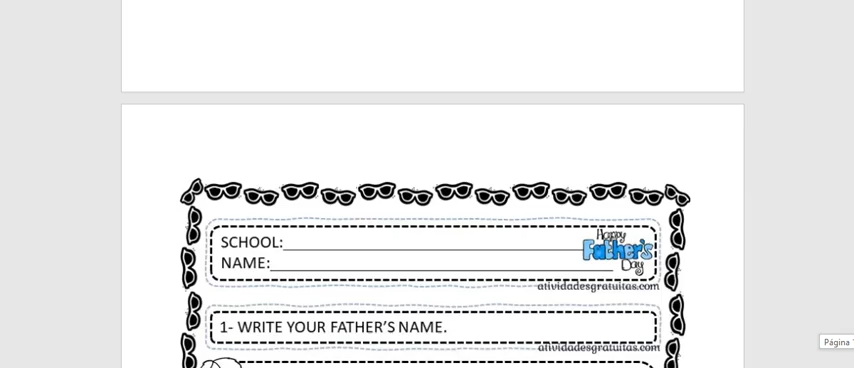 SCHOOL:
Happy
Father's
Day
NAME:
atividadesgratuitas.com
1- WRITE YOUR FATHER'S NAME.
atividadesgratuitas.com
Página